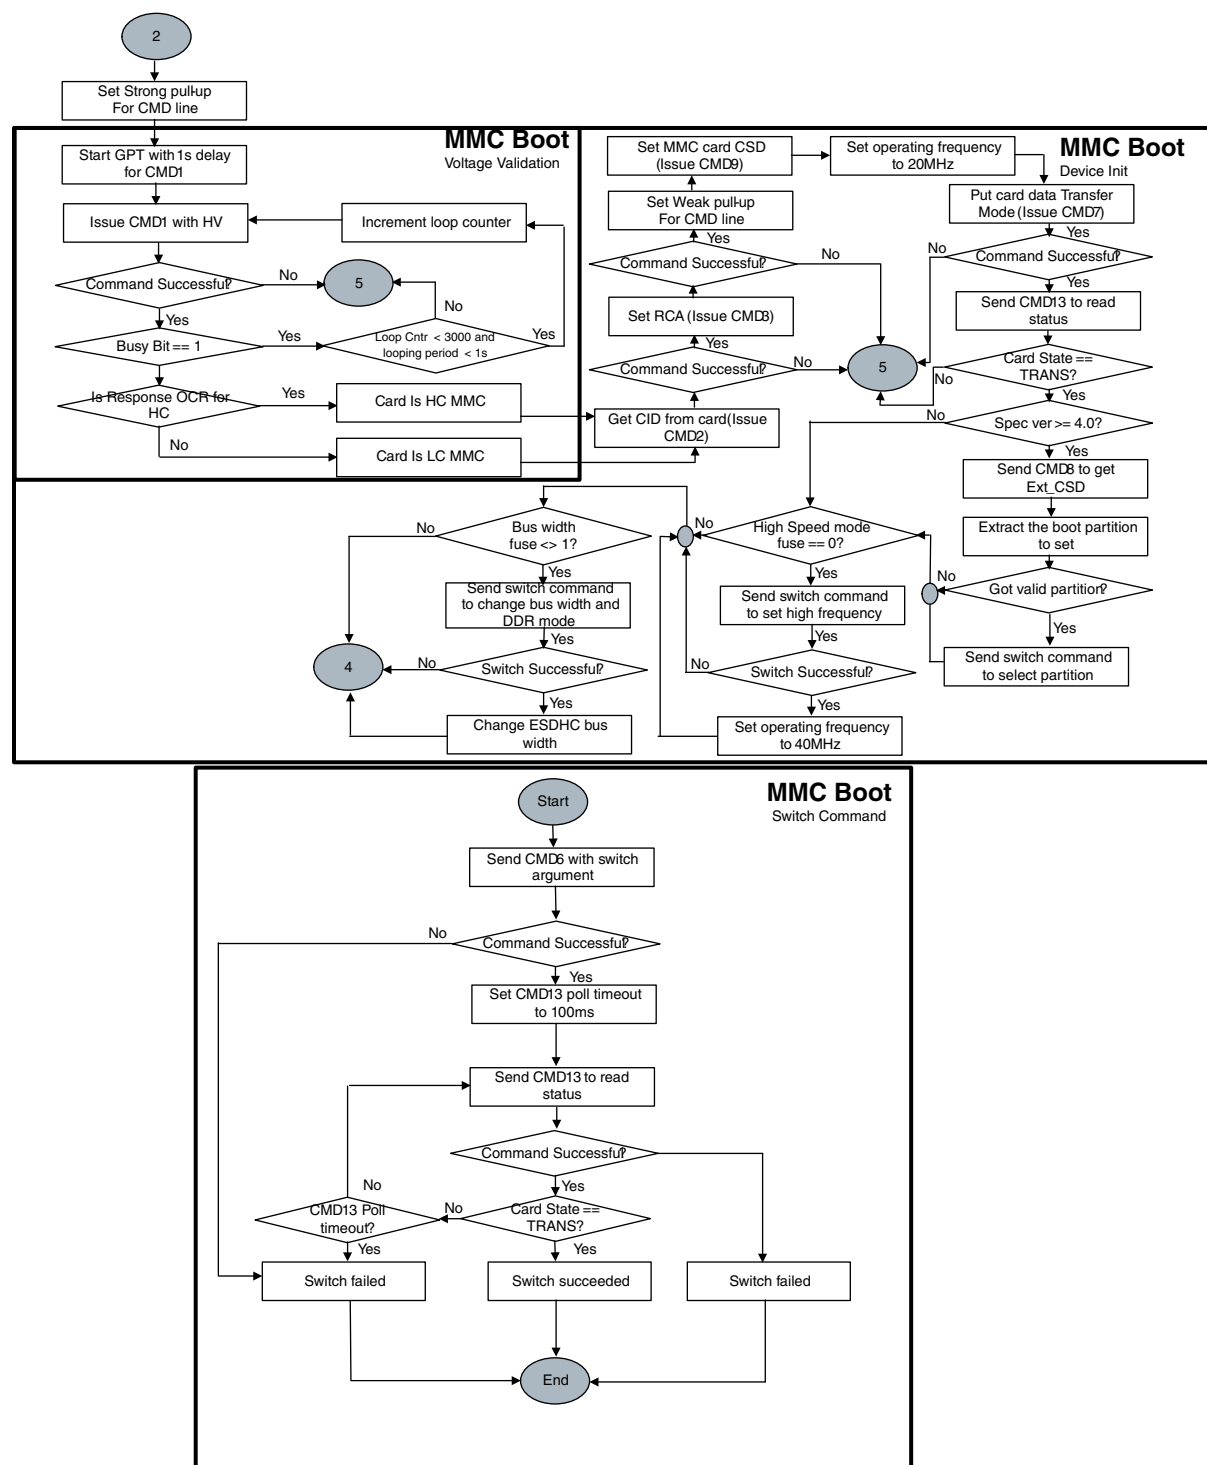 2
Set Strong pull-up
For CMD line
MMC Boot
Voltage Validation
Start GPT with 1s delay
for CMD1
Issue CMD1 with HV
Increment loop counter
Command Successful?
No
5
Yes
No
Busy Bit == 1
Yes
Loop Cntr < 3000 and
looping period < 1s
Yes
Is Response OCR for
HC
Yes
Card Is HC MMC
No
Card Is LC MMC
MMC Boot
Device Init
Set MMC card CSD
(Issue CMD9)
Set operating frequency
to 20MHz
Set Weak pull-up
For CMD line
Put card data Transfer
Mode (Issue CMD7)
Yes
Yes
Command Successful?
No
No
Command Successful?
Yes
Set RCA (Issue CMD3)
Send CMD13 to read
status
Yes
Command Successful?
No
5
Card State ==
TRANS?
No
Yes
Get CID from card(Issue
CMD2)
No
Spec ver >= 4.0?
Yes
Send CMD8 to get
Ext_CSD
No
Bus width
fuse <> 1?
No
High Speed mode
fuse == 0?
Extract the boot partition
to set
Yes
Yes
No
Got valid partition?
Send switch command
to change bus width and
DDR mode
Send switch command
to set high frequency
Yes
Yes
Yes
4
No
Switch Successful?
No
Switch Successful?
Send switch command
to select partition
Yes
Yes
Change ESDHC bus
width
Set operating frequency
to 40MHz
MMC Boot
Switch Command
Start
Send CMD6 with switch
argument
No
Command Successful?
Yes
Set CMD13 poll timeout
to 100ms
Send CMD13 to read
status
Command Successful?
No
Yes
CMD13 Poll
timeout?
No
Card State ==
TRANS?
Yes
Yes
Switch failed
Switch succeeded
Switch failed
End